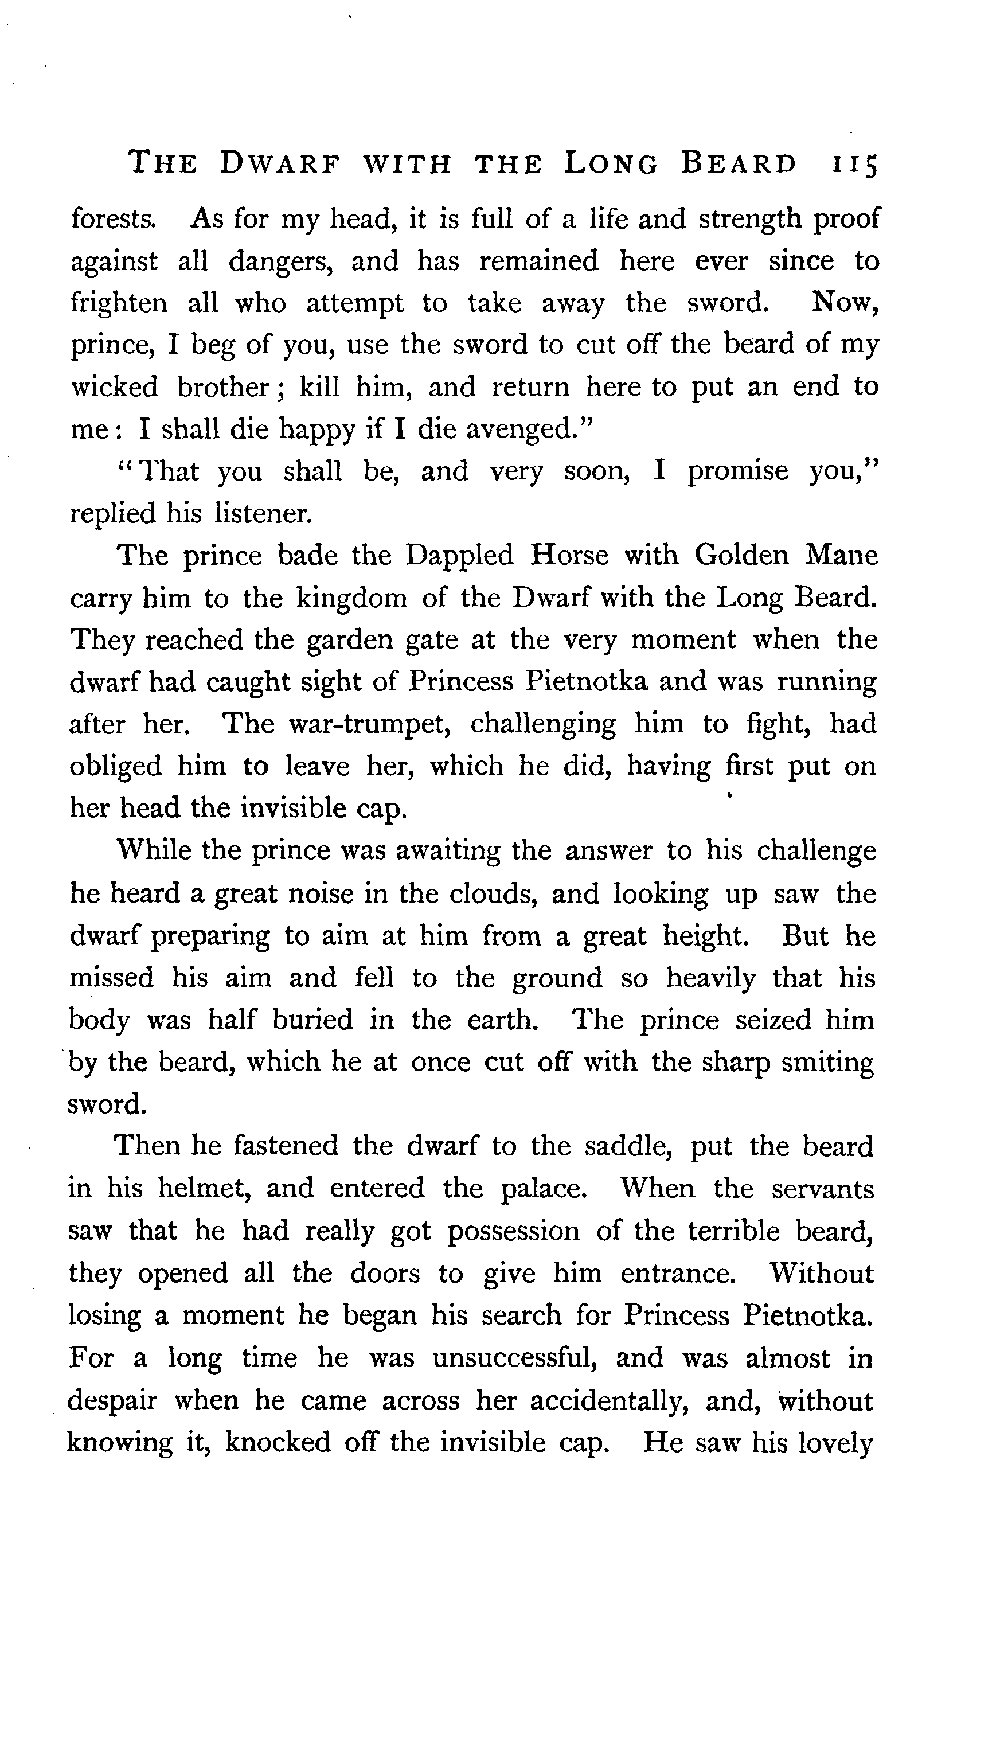 THE DWARF WITH THE LONG BEARD 115
forests. As for my head, it is full of a life and strength proof
against all dangers, and has remained here ever since to
frighten all who attempt to take away the sword. Now,
prince, I beg of you, use the sword to cut off the beard of my
wicked brother; kill him, and return here to put an end to
me: I shall die happy if I die avenged."
"That you shall be, and very soon, I promise you,"
replied his listener.
The prince bade the Dappled Horse with Golden Mane
carry him to the kingdom of the Dwarf with the Long Beard.
They reached the garden gate at the very moment when the
dwarf had caught sight of Princess Pietnotka and was running
after her. The war-trumpet, challenging him to fight, had
obliged him to leave her, which he did, having first put on
her head the invisible cap.
While the prince was awaiting the answer to his challenge
he heard a great noise in the clouds, and looking up saw the
dwarf preparing to aim at him from a great height. But he
missed his aim and fell to the ground so heavily that his
body was half buried in the earth. The prince seized him
by the beard, which he at once cut off with the sharp smiting
sword.
Then he fastened the dwarf to the saddle, put the beard
in his helmet, and entered the palace. When the servants
saw that he had really got possession of the terrible beard,
they opened all the doors to give him entrance. Without
losing a moment he began his search for Princess Pietnotka.
For a long time he was unsuccessful, and was almost in
despair when he came across her accidentally, and, without
knowing it, knocked off the invisible cap. He saw his lovely